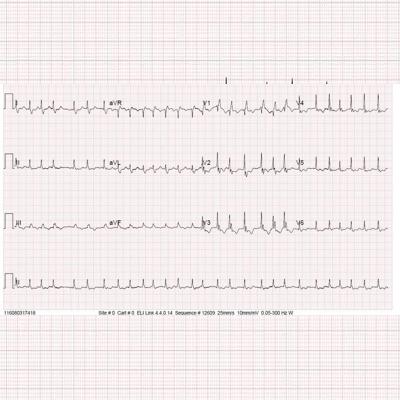 I aVR V1 V4
II aVL V2 V5
III aVF V3 V6
II
116080317418 Site # 0 Cart # 0 ELI Link 4.4.0.14 Sequence # 12609 25mm/s 10mm/mV 0.05-300 Hz W